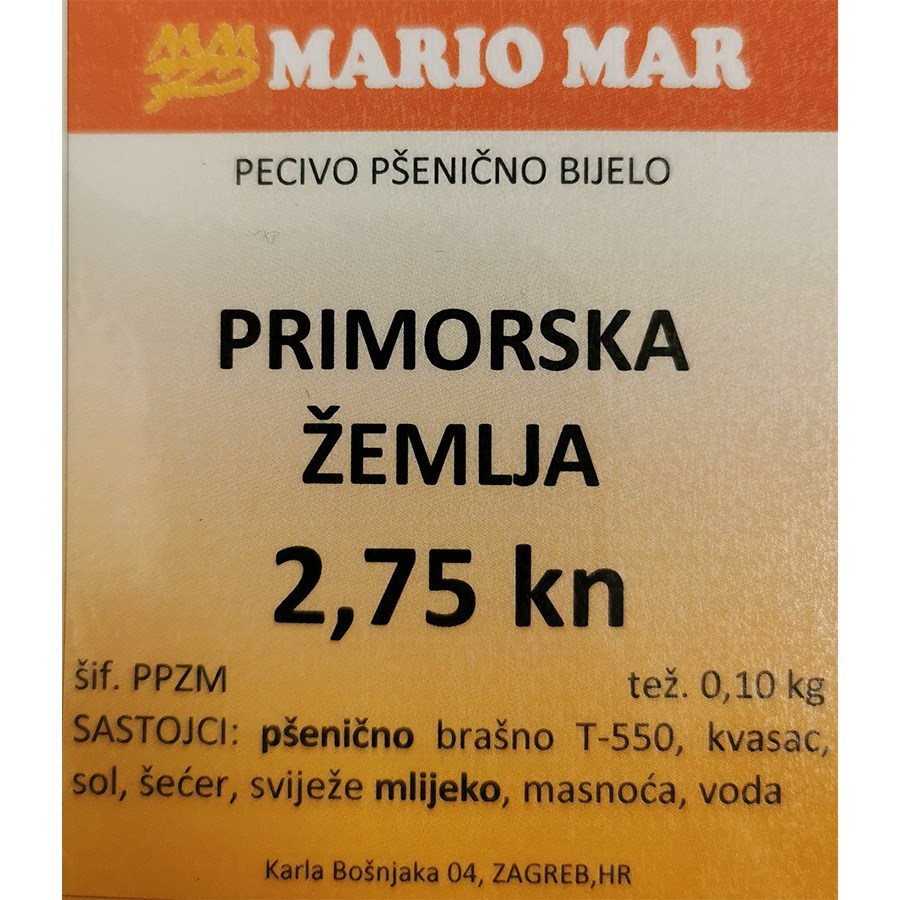 MARIO MAR
PECIVO PŠENIČNO BIJELO
PRIMORSKA
ŽEMLJA
2,75 kn
šif. PPZM
tež. 0,10 kg
SASTOJCI: pšenično brašno T-550, kvasac,
sol, šećer, sviježe mlijeko, masnoća, voda
Karla Bošnjaka 04, ZAGREB,HR